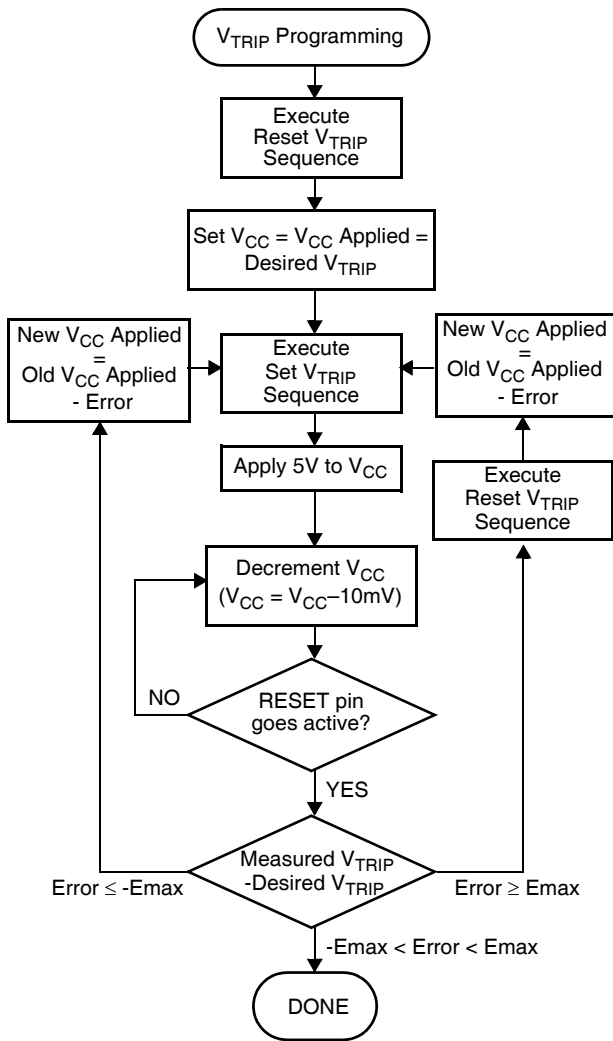 VTRIP Programming
Execute
Reset VTRIP
Sequence
Set VCC = VCC Applied =
Desired VTRIP
New VCC Applied
=
Old VCC Applied
- Error
Execute
Set VTRIP
Sequence
New VCC Applied
=
Old VCC Applied
- Error
Apply 5V to VCC
Execute
Reset VTRIP
Sequence
Decrement VCC
(VCC = VCC–10mV)
NO
RESET pin
goes active?
YES
Measured VTRIP
-Desired VTRIP
Error ≤ -Emax
Error ≥ Emax
-Emax < Error < Emax
DONE